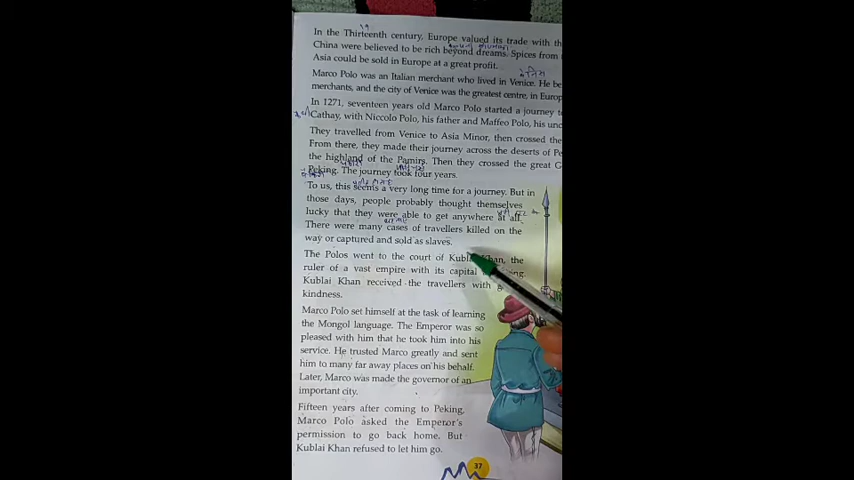 In the Thirteenth century, Europe valued its trade with th
China were believed to be rich beyond dreams. Spices from
Asia could be sold in Europe at a great profit.
Marco Polo was an Italian merchant who lived in Venice. He be
merchants, and the city of Venice was the greatest centre, in Europ
In 1271, seventeen years old Marco Polo started a journey t
Cathay, with Niccolo Polo, his father and Maffeo Polo, his unc
They travelled from Venice to Asia Minor, then crossed the
From there, they made their journey across the deserts of Pe
the highland of the Pamirs. Then they crossed the great G
Peking. The journey took four years.
To us, this seems a very long time for a journey. But in
those days, people probably thought themselves
lucky that they were able to get anywhere at all.
There were many cases of travellers killed on the
way or captured and sold as slaves.
The Polos went to the court of Kublai Khan, the
ruler of a vast empire with its capital
Kublai Khan received the travellers with
kindness.
Marco Polo set himself at the task of learning
the Mongol language. The Emperor was so
pleased with him that he took him into his
service. He trusted Marco greatly and sent
him to many far away places on his behalf.
Later, Marco was made the governor of an
important city.
Fifteen years after coming to Peking,
Marco Polo asked the Emperor's
permission to go back home. But
Kublai Khan refused to let him go.
37